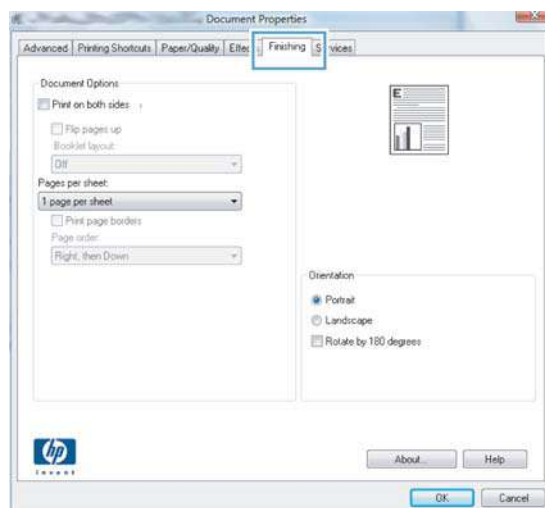 Document Properties
Advanced Printing Shortcuts Paper/Quality Finishing
Document Options
Print on both sides
Flip pages up
Booklet layout:
Off
Pages per sheet:
1 page per sheet
Print page borders
Page order:
Right, then Down
E
Orientation
Portrait
Landscape
Rotate by 180 degrees
hp
invent
About... Help
OK Cancel